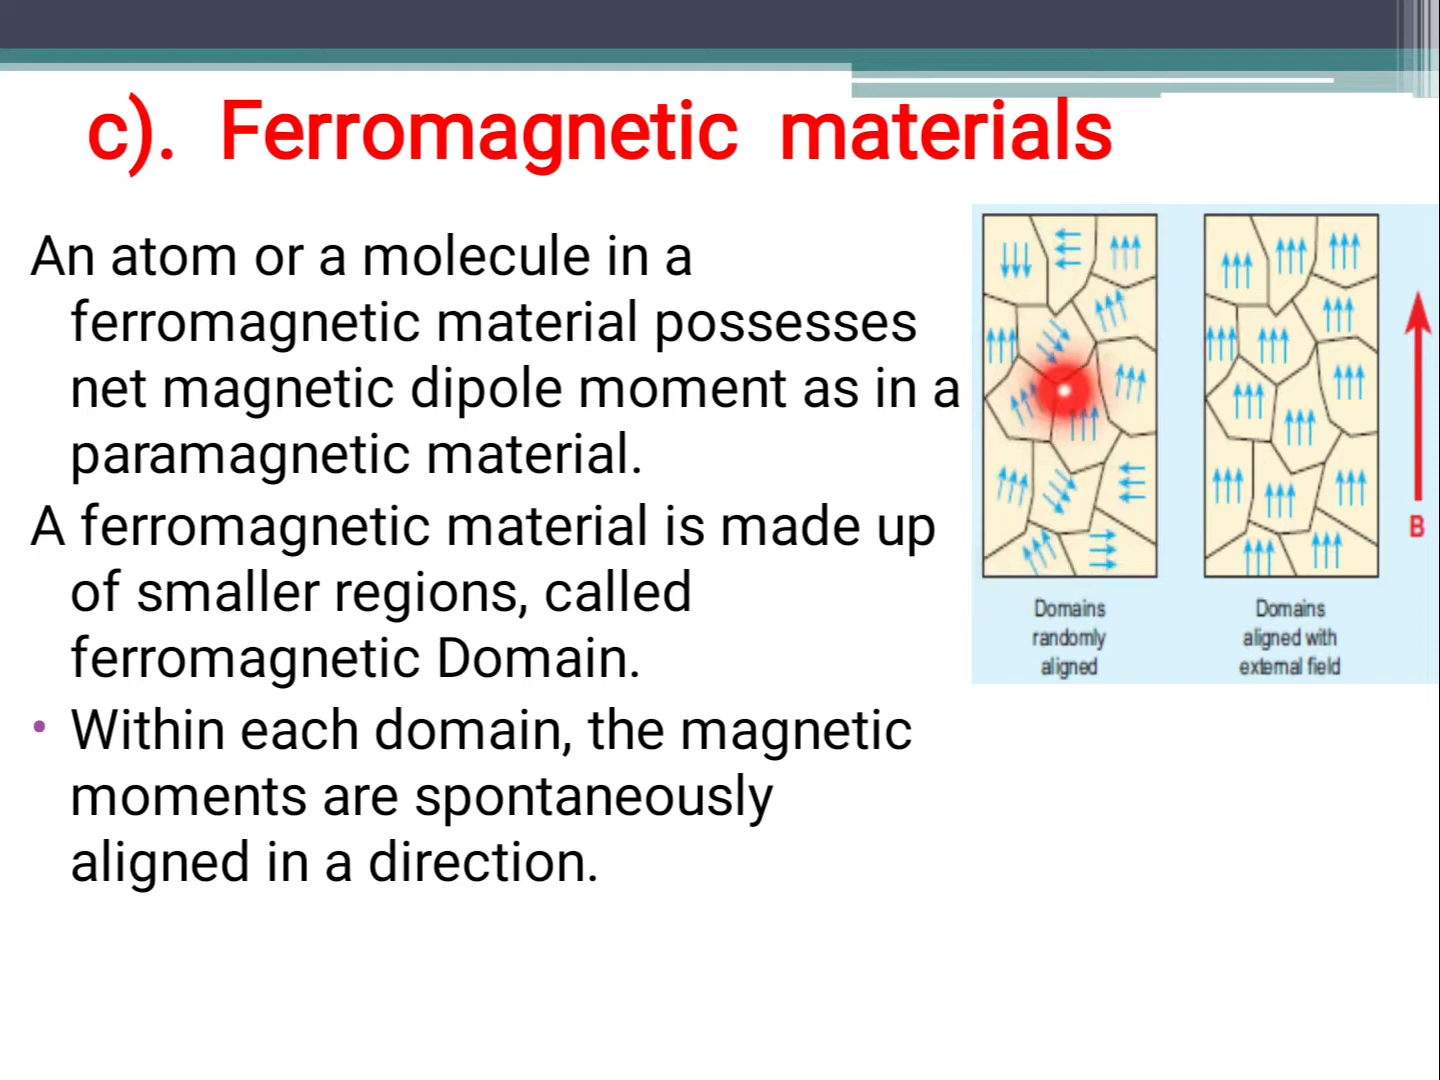 c). Ferromagnetic materials
An atom or a molecule in a
ferromagnetic material possesses
net magnetic dipole moment as in a
paramagnetic material.
A ferromagnetic material is made up
of smaller regions, called
ferromagnetic Domain.
• Within each domain, the magnetic
moments are spontaneously
aligned in a direction.
Domains
randomly
aligned
Domains
aligned with
external field
B